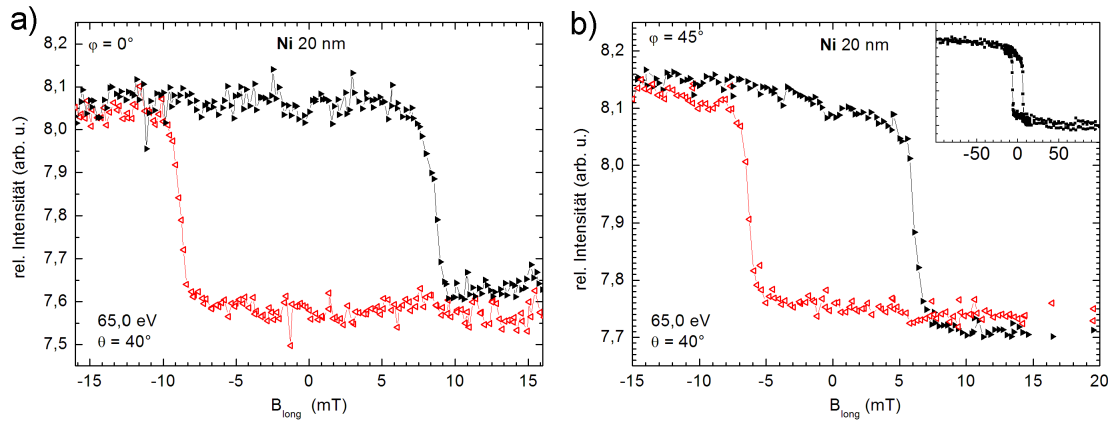 a)
φ = 0°
Ni 20 nm
8,2
8,1
8,0
7,9
7,8
7,7
7,6
7,5
rel. Intensität (arb. u.)
65,0 eV
θ = 40°
-15 -10 -5 0 5 10 15
B_long (mT)
b)
φ = 45°
Ni 20 nm
8,2
8,1
8,0
7,9
7,8
7,7
rel. Intensität (arb. u.)
65,0 eV
θ = 40°
-15 -10 -5 0 5 10 15 20
B_long (mT)
-50 0 50